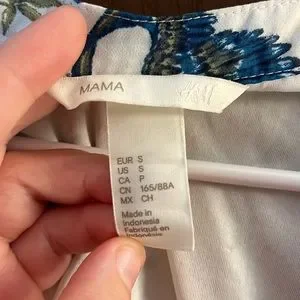 MAMA
H&M
EUR S
US S
CA P
CN 165/88A
MX CH
Made in
Indonesia
Fabriqué en
Indonésie